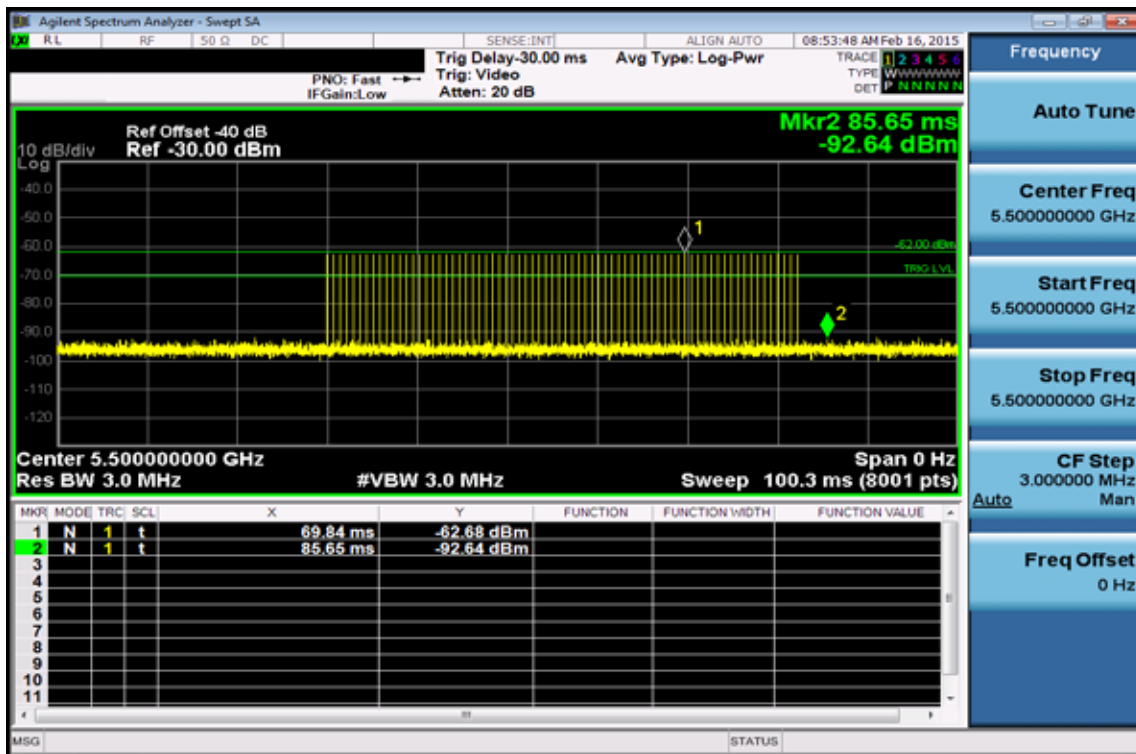 Agilent Spectrum Analyzer - Swept SA
RL RF 50 Ω DC SENSE:INT ALIGN AUTO 08:53:48 AM Feb 16, 2015
Trig Delay-30.00 ms Avg Type: Log-Pwr TRACE 1 2 3 4 5 6
PNO: Fast Trig: Video TYPE WWWWWWW
IFGain:Low Atten: 20 dB DET P N N N N N
Mkr2 85.65 ms
-92.64 dBm
Ref Offset -40 dB
10 dB/div Ref -30.00 dBm
Log
-40.0
-50.0
1
-60.0
-62.00 dBm
TRIG LVL
-70.0
-80.0
2
-90.0
-100
-110
-120
Center 5.500000000 GHz Span 0 Hz
Res BW 3.0 MHz #VBW 3.0 MHz Sweep 100.3 ms (8001 pts)
MKR MODE TRC SCL X Y FUNCTION FUNCTION WIDTH FUNCTION VALUE
1 N 1 t 69.84 ms -62.68 dBm
2 N 1 t 85.65 ms -92.64 dBm
3
4
5
6
7
8
9
10
11
MSG STATUS
Frequency
Auto Tune
Center Freq
5.500000000 GHz
Start Freq
5.500000000 GHz
Stop Freq
5.500000000 GHz
CF Step
3.000000 MHz
Auto Man
Freq Offset
0 Hz